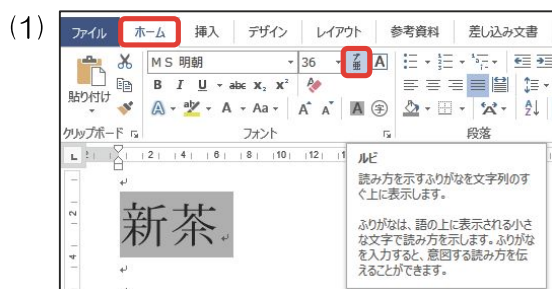 (1)
ファイル ホーム 挿入 デザイン レイアウト 参考資料 差し込み文書
貼り付け
MS 明朝 36 ア亜 A
B I U abc x₂ x²
A aby A Aa A A A 字
クリップボード フォント 段落
L 2 2 4 6 8 10 12
ルビ
読み方を示すふりがなを文字列のす
ぐ上に表示します。
ふりがなは、語の上に表示される小さ
な文字で読み方を示します。ふりがな
を入力すると、意図する読み方を伝
えることができます。
2
新茶
4